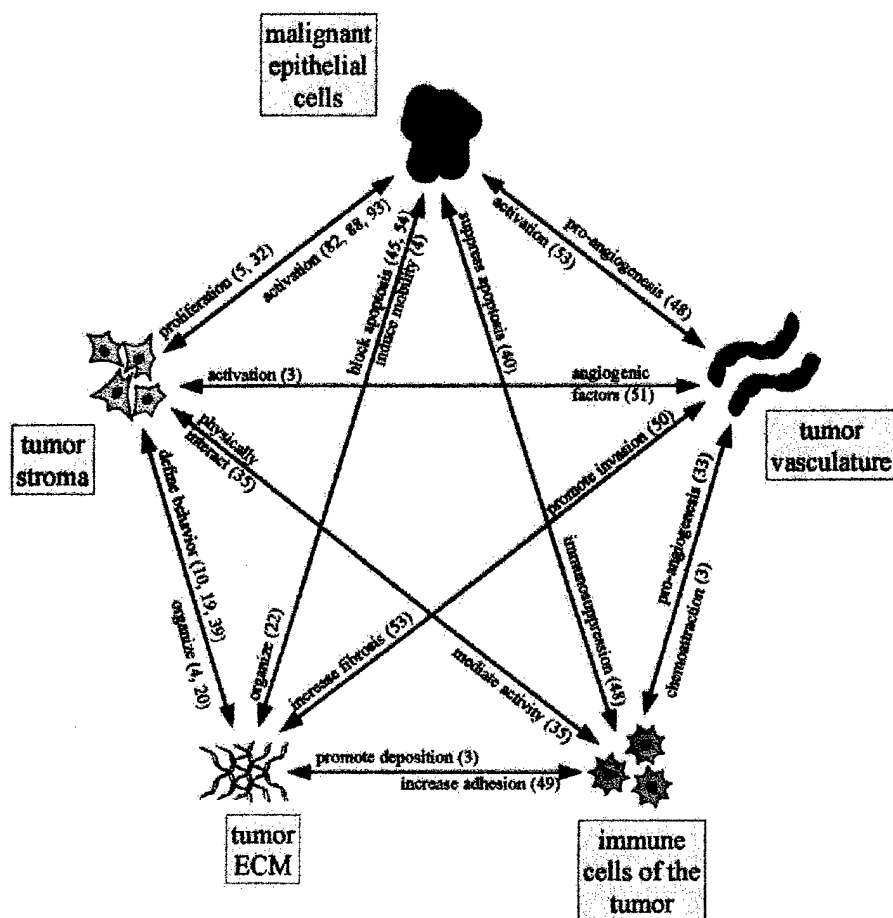 malignant
epithelial
cells
proliferation (5, 32)
activation (82, 88, 93)
block apoptosis (45, 54)
induce mobility (4)
suppress apoptosis (40)
pro-angiogenesis (48)
activation (53)
activation (3)
angiogenic
factors (51)
tumor
stroma
physically
interact (35)
promote invasion (50)
tumor
vasculature
define behavior (10, 19, 39)
organize (4, 20)
organize (22)
increase fibrosis (53)
mediate activity (35)
immunosuppression (48)
pro-angiogenesis (33)
chemoattraction (3)
promote deposition (3)
increase adhesion (49)
tumor
ECM
immune
cells of the
tumor